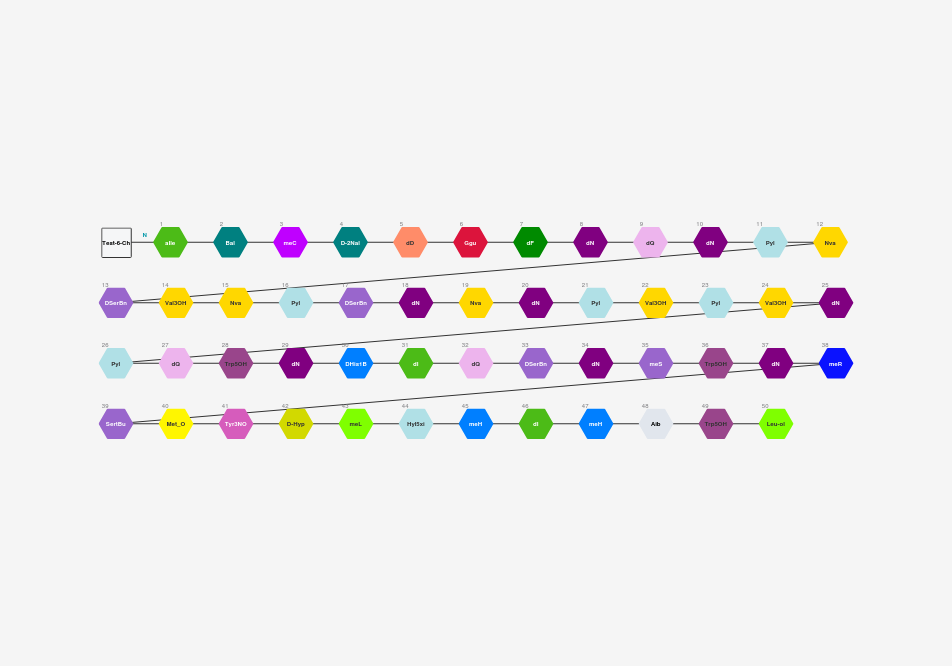 1 2 3 4 5 6 7 8 9 10 11 12
Test-6-Ch N aIle Bal meC D-2Nal dD Ggu dF dN dQ dN Pyl Nva
13 14 15 16 17 18 19 20 21 22 23 24 25
DSerBn Val3OH Nva Pyl DSerBn dN Nva dN Pyl Val3OH Pyl Val3OH dN
26 27 28 29 30 31 32 33 34 35 36 37 38
Pyl dQ Trp5OH dN DHis1B dI dQ DSerBn dN meS Trp5OH dN meR
39 40 41 42 43 44 45 46 47 48 49 50
SertBu Met_O Tyr3NO D-Hyp meL Hyl5xi meH dI meH Aib Trp5OH Leu-ol